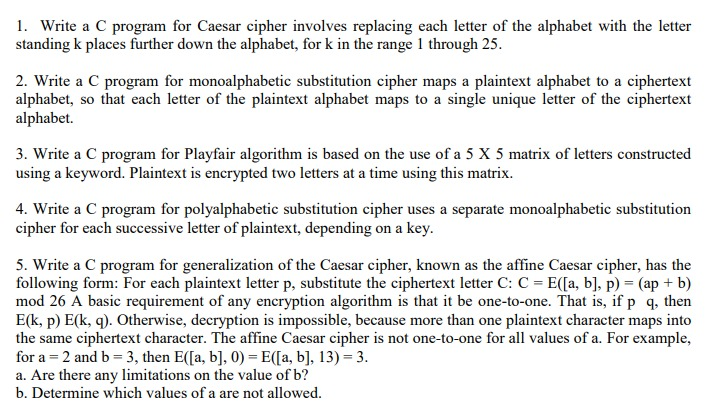 1. Write a C program for Caesar cipher involves replacing each letter of the alphabet with the letter
standing k places further down the alphabet, for k in the range 1 through 25.
2. Write a C program for monoalphabetic substitution cipher maps a plaintext alphabet to a ciphertext
alphabet, so that each letter of the plaintext alphabet maps to a single unique letter of the ciphertext
alphabet.
3. Write a C program for Playfair algorithm is based on the use of a 5 X 5 matrix of letters constructed
using a keyword. Plaintext is encrypted two letters at a time using this matrix.
4. Write a C program for polyalphabetic substitution cipher uses a separate monoalphabetic substitution
cipher for each successive letter of plaintext, depending on a key.
5. Write a C program for generalization of the Caesar cipher, known as the affine Caesar cipher, has the
following form: For each plaintext letter p, substitute the ciphertext letter C: C = E([a, b], p) = (ap + b)
mod 26 A basic requirement of any encryption algorithm is that it be one-to-one. That is, if p q, then
E(k, p) E(k, q). Otherwise, decryption is impossible, because more than one plaintext character maps into
the same ciphertext character. The affine Caesar cipher is not one-to-one for all values of a. For example,
for a = 2 and b = 3, then E([a, b], 0) = E([a, b], 13) = 3.
a. Are there any limitations on the value of b?
b. Determine which values of a are not allowed.